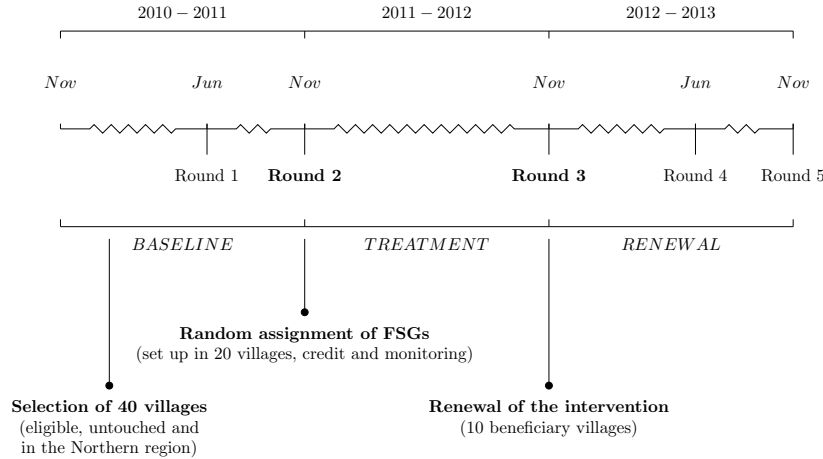 2010 – 2011 2011 – 2012 2012 – 2013
Nov Jun Nov Nov Jun Nov
Round 1 Round 2 Round 3 Round 4 Round 5
BASELINE TREATMENT RENEWAL
Random assignment of FSGs
(set up in 20 villages, credit and monitoring)
Selection of 40 villages
(eligible, untouched and
in the Northern region)
Renewal of the intervention
(10 beneficiary villages)